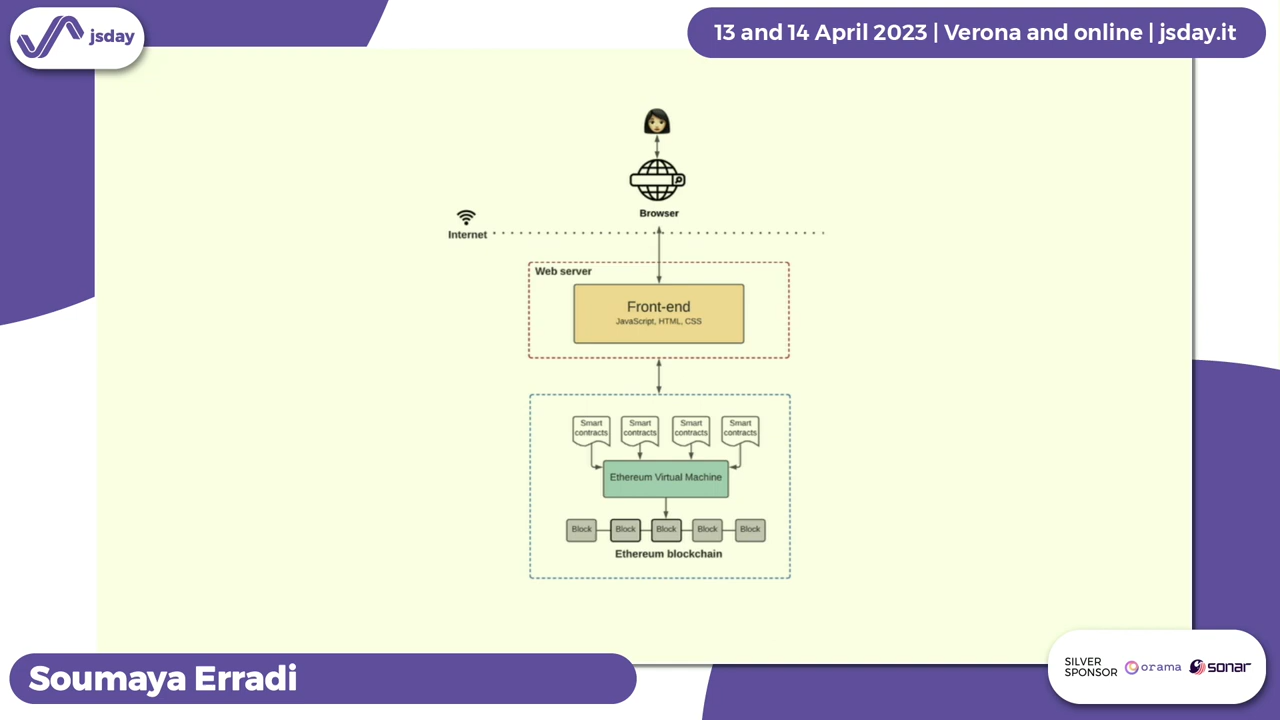 jsday
13 and 14 April 2023 | Verona and online | jsday.it
Browser
Internet
Web server
Front-end
JavaScript, HTML, CSS
Smart contracts
Smart contracts
Smart contracts
Smart contracts
Ethereum Virtual Machine
Block Block Block Block Block
Ethereum blockchain
Soumaya Erradi
SILVER
SPONSOR
orama
sonar